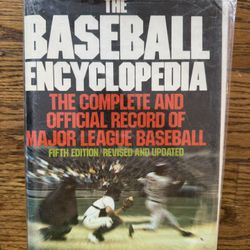 THE
BASEBALL
ENCYCLOPEDIA
THE COMPLETE AND
OFFICIAL RECORD OF
MAJOR LEAGUE BASEBALL
FIFTH EDITION/REVISED AND UPDATED